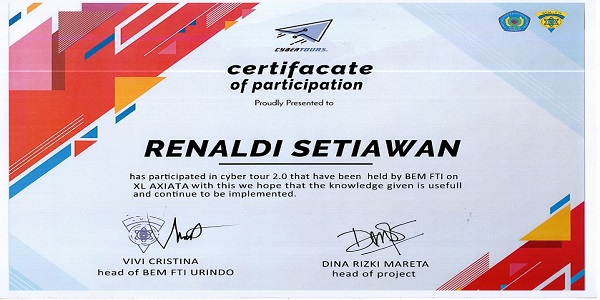 CYBERTOURS
certifacate
of participation
Proudly Presented to
RENALDI SETIAWAN
has participated in cyber tour 2.0 that have been held by BEM FTI on
XL AXIATA with this we hope that the knowledge given is usefull
and continue to be implemented.
VIVI CRISTINA
head of BEM FTI URINDO
DINA RIZKI MARETA
head of project